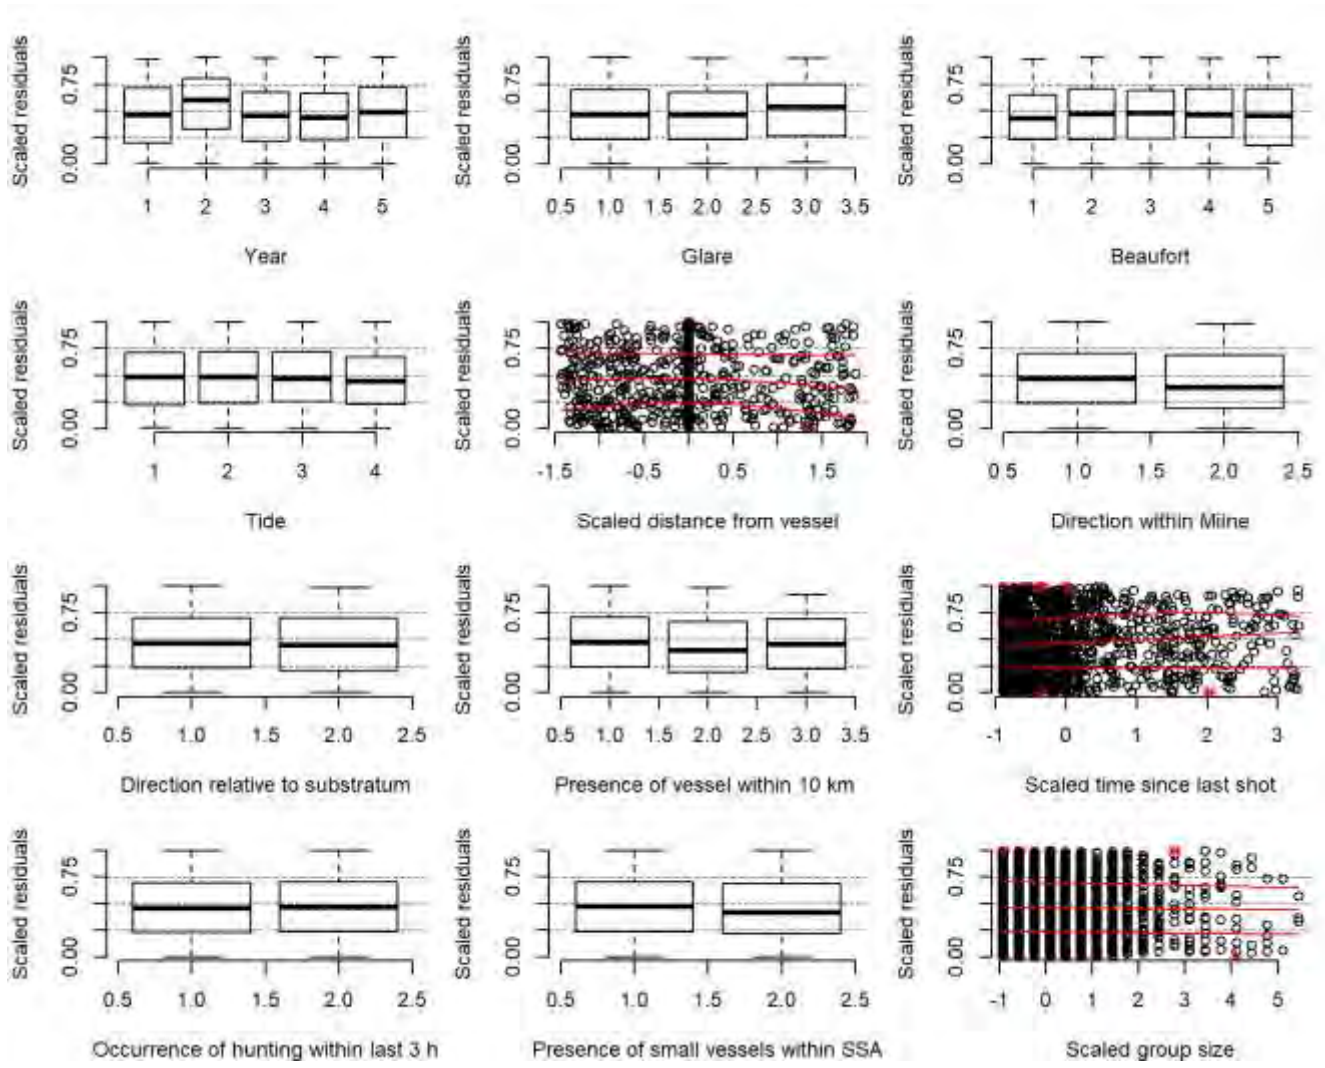 Scaled residuals
0.75
0.00
1 2 3 4 5
Year
Scaled residuals
0.75
0.00
0.5 1.0 1.5 2.0 2.5 3.0 3.5
Glare
Scaled residuals
0.75
0.00
1 2 3 4 5
Beaufort
Scaled residuals
0.75
0.00
1 2 3 4
Tide
Scaled residuals
0.75
0.00
-1.5 -0.5 0.5 1.5
Scaled distance from vessel
Scaled residuals
0.75
0.00
0.5 1.0 1.5 2.0 2.5
Direction within Milne
Scaled residuals
0.75
0.00
0.5 1.0 1.5 2.0 2.5
Direction relative to substratum
Scaled residuals
0.75
0.00
0.5 1.0 1.5 2.0 2.5 3.0 3.5
Presence of vessel within 10 km
Scaled residuals
0.75
0.00
-1 0 1 2 3
Scaled time since last shot
Scaled residuals
0.75
0.00
0.5 1.0 1.5 2.0 2.5
Occurrence of hunting within last 3 h
Scaled residuals
0.75
0.00
0.5 1.0 1.5 2.0 2.5
Presence of small vessels within SSA
Scaled residuals
0.75
0.00
-1 0 1 2 3 4 5
Scaled group size